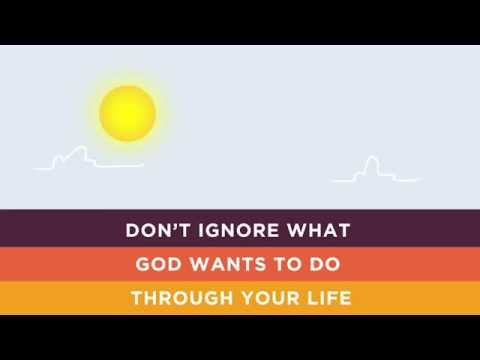 DON'T IGNORE WHAT
GOD WANTS TO DO
THROUGH YOUR LIFE